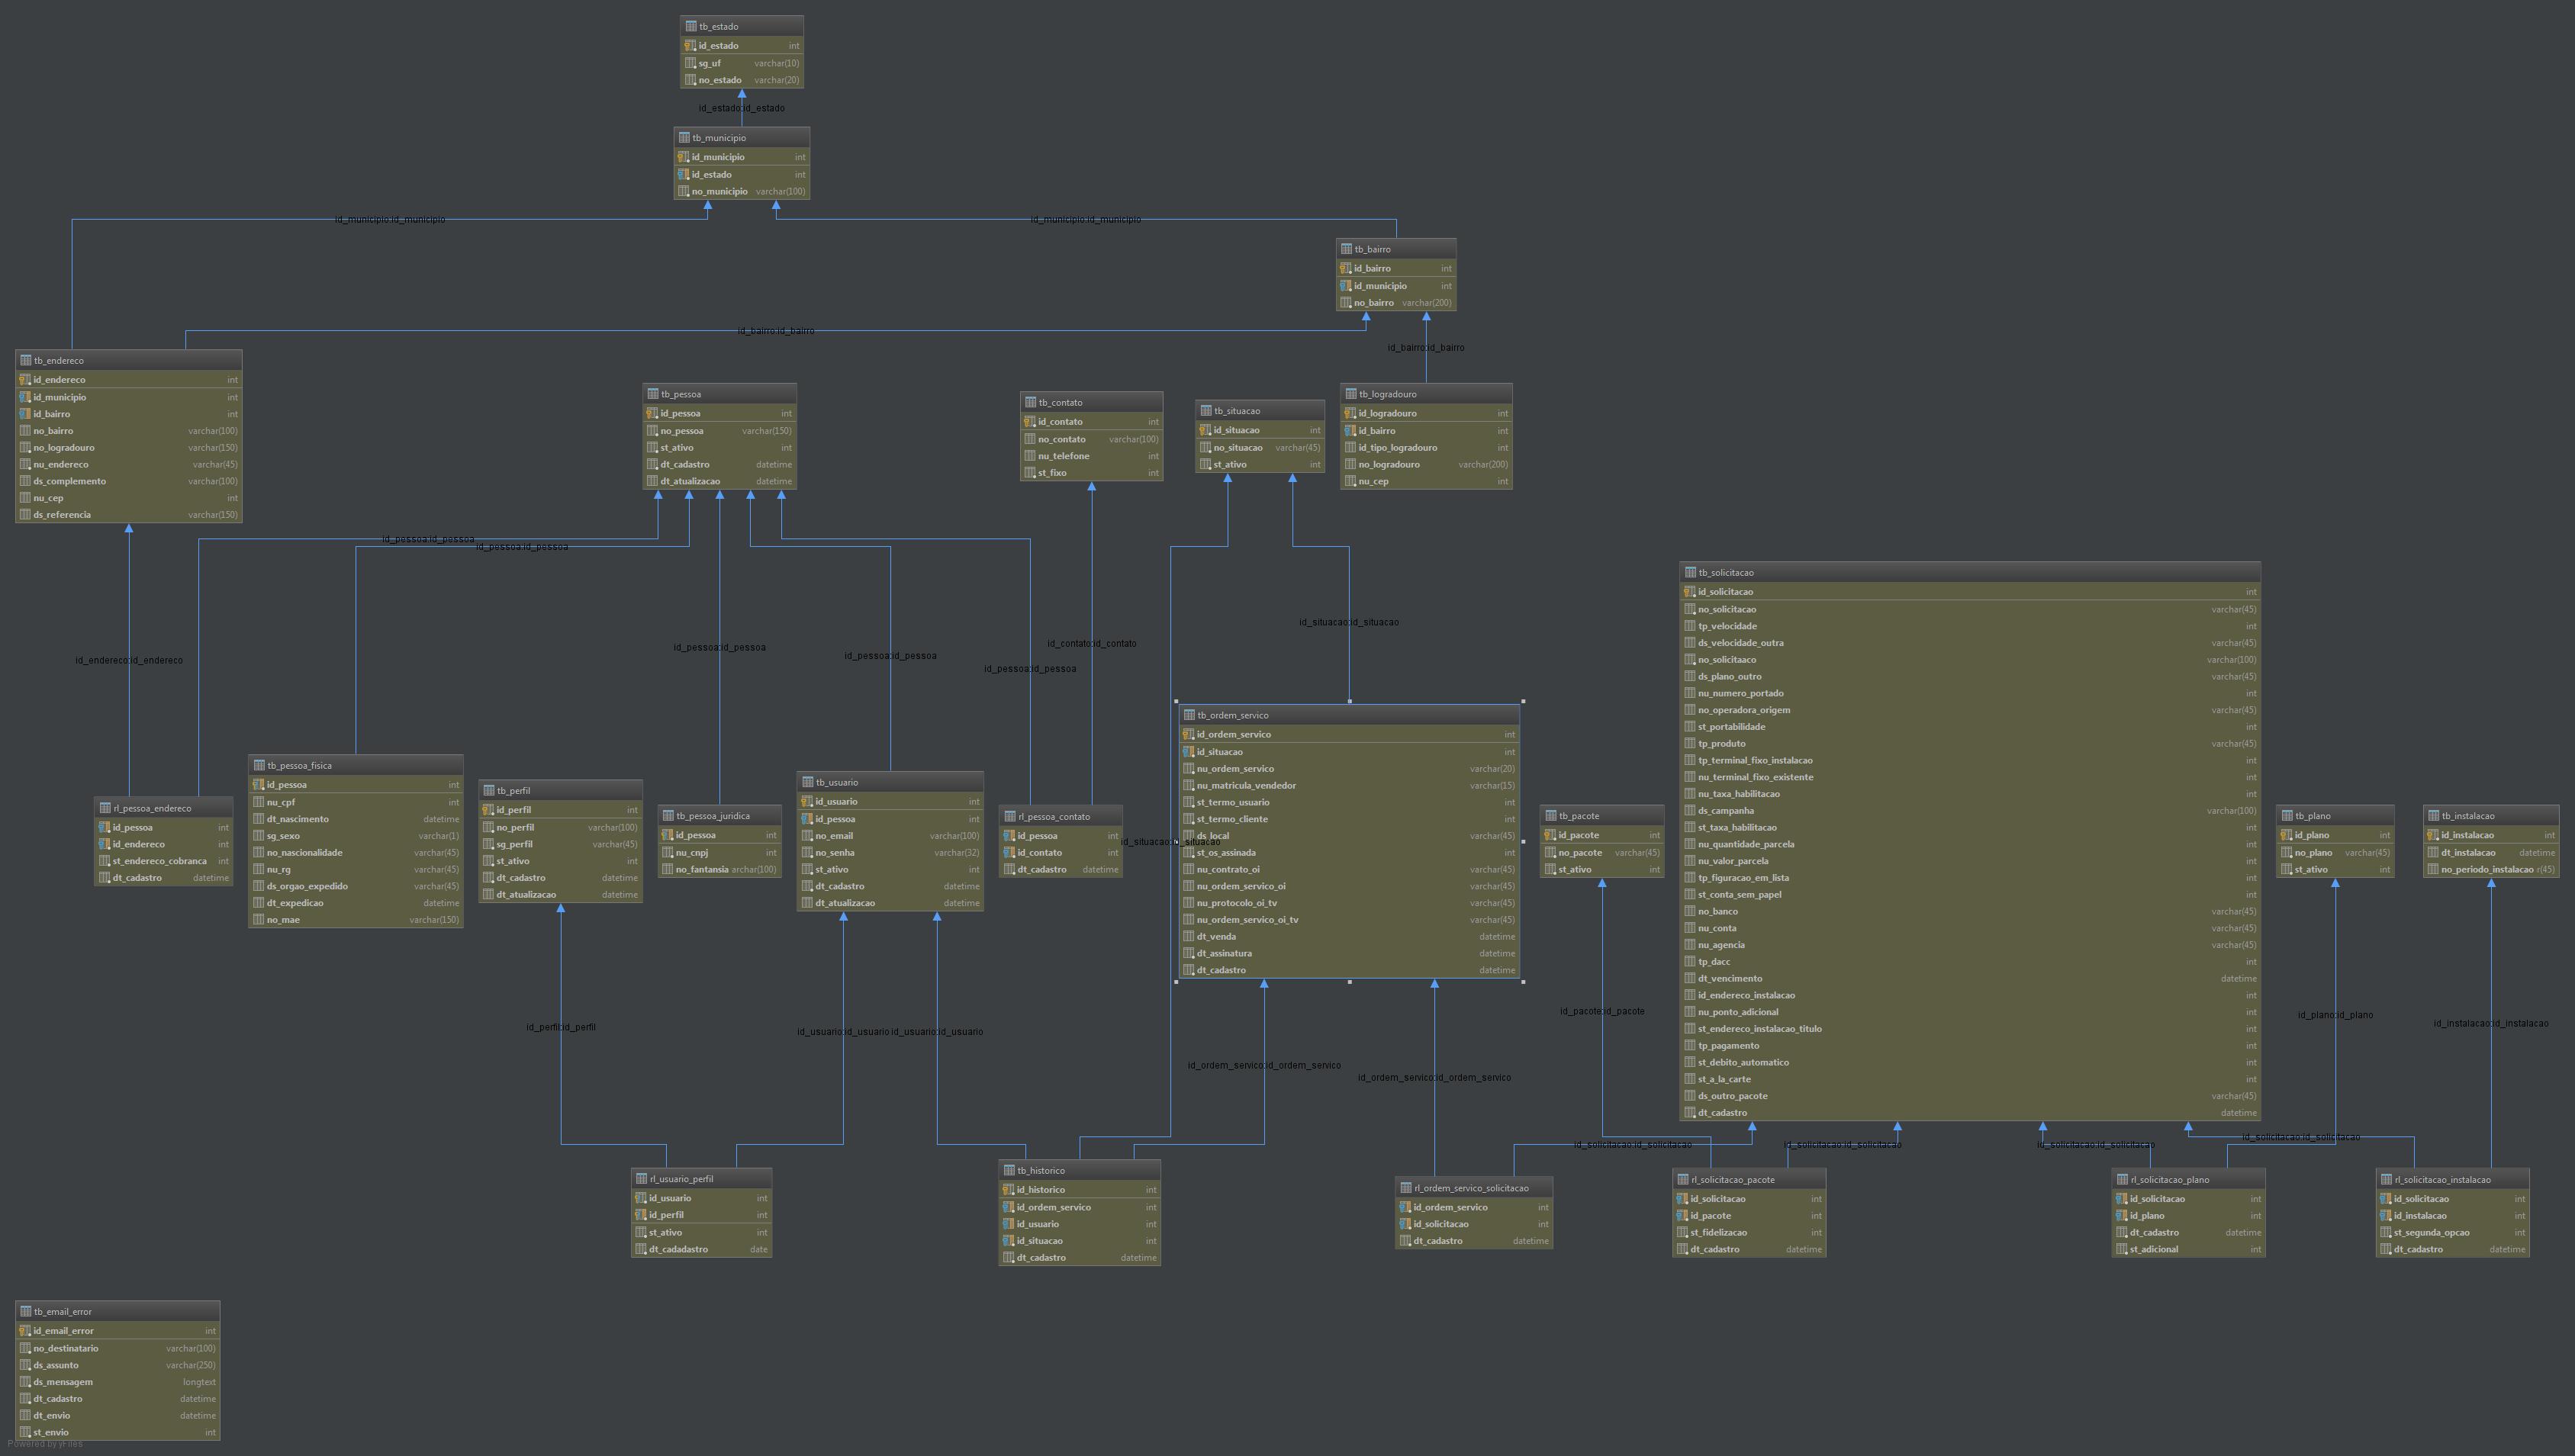 tb_estado
id_estado int
sg_uf varchar(10)
no_estado varchar(20)
id_estado:id_estado
tb_municipio
id_municipio int
id_estado int
no_municipio varchar(100)
id_municipio:id_municipio
id_municipio:id_municipio
tb_bairro
id_bairro int
id_municipio int
no_bairro varchar(200)
id_bairro:id_bairro
id_bairro:id_bairro
tb_endereco
id_endereco int
id_municipio int
id_bairro int
no_bairro varchar(100)
no_logradouro varchar(150)
nu_endereco varchar(45)
ds_complemento varchar(100)
nu_cep int
ds_referencia varchar(150)
tb_pessoa
id_pessoa int
no_pessoa varchar(150)
st_ativo int
dt_cadastro datetime
dt_atualizacao datetime
tb_contato
id_contato int
no_contato varchar(100)
nu_telefone int
st_fixo int
tb_situacao
id_situacao int
no_situacao varchar(45)
st_ativo int
tb_logradouro
id_logradouro int
id_bairro int
id_tipo_logradouro int
no_logradouro varchar(200)
nu_cep int
id_pessoa:id_pessoa
id_pessoa:id_pessoa
id_endereco:id_endereco
id_pessoa:id_pessoa
id_pessoa:id_pessoa
id_pessoa:id_pessoa
id_contato:id_contato
id_situacao:id_situacao
tb_solicitacao
id_solicitacao int
no_solicitacao varchar(45)
tp_velocidade int
ds_velocidade_outra varchar(45)
no_solicitaaco varchar(100)
ds_plano_outro varchar(45)
nu_numero_portado int
no_operadora_origem varchar(45)
st_portabilidade int
tp_produto varchar(45)
tp_terminal_fixo_instalacao int
nu_terminal_fixo_existente int
nu_taxa_habilitacao int
ds_campanha varchar(100)
st_taxa_habilitacao int
nu_quantidade_parcela int
nu_valor_parcela int
tp_figuracao_em_lista int
st_conta_sem_papel int
no_banco varchar(45)
nu_conta varchar(45)
nu_agencia varchar(45)
tp_dacc int
dt_vencimento datetime
id_endereco_instalacao int
nu_ponto_adicional int
st_endereco_instalacao_titulo int
tp_pagamento int
st_debito_automatico int
st_a_la_carte int
ds_outro_pacote varchar(45)
dt_cadastro datetime
tb_ordem_servico
id_ordem_servico int
id_situacao int
nu_ordem_servico varchar(20)
nu_matricula_vendedor varchar(15)
st_termo_usuario int
st_termo_cliente int
ds_local varchar(45)
st_os_assinada int
nu_contrato_oi varchar(45)
nu_ordem_servico_oi varchar(45)
nu_protocolo_oi_tv varchar(45)
nu_ordem_servico_oi_tv varchar(45)
dt_venda datetime
dt_assinatura datetime
dt_cadastro datetime
id_situacao:id_situacao
rl_pessoa_endereco
id_pessoa int
id_endereco int
st_endereco_cobranca int
dt_cadastro datetime
tb_pessoa_fisica
id_pessoa int
nu_cpf int
dt_nascimento datetime
sg_sexo varchar(1)
no_nascionalidade varchar(45)
nu_rg varchar(45)
ds_orgao_expedido varchar(45)
dt_expedicao datetime
no_mae varchar(150)
tb_perfil
id_perfil int
no_perfil varchar(100)
sg_perfil varchar(45)
st_ativo int
dt_cadastro datetime
dt_atualizacao datetime
tb_pessoa_juridica
id_pessoa int
nu_cnpj int
no_fantansia archar(100)
tb_usuario
id_usuario int
id_pessoa int
no_email varchar(100)
no_senha varchar(32)
st_ativo int
dt_cadastro datetime
dt_atualizacao datetime
rl_pessoa_contato
id_pessoa int
id_contato int
dt_cadastro datetime
tb_pacote
id_pacote int
no_pacote varchar(45)
st_ativo int
tb_plano
id_plano int
no_plano varchar(45)
st_ativo int
tb_instalacao
id_instalacao int
dt_instalacao datetime
no_periodo_instalacao r(45)
id_perfil:id_perfil
id_usuario:id_usuario
id_usuario:id_usuario
id_ordem_servico:id_ordem_servico
id_ordem_servico:id_ordem_servico
id_pacote:id_pacote
id_plano:id_plano
id_instalacao:id_instalacao
id_solicitacao:id_solicitacao
id_solicitacao:id_solicitacao
id_solicitacao:id_solicitacao
id_solicitacao:id_solicitacao
rl_usuario_perfil
id_usuario int
id_perfil int
st_ativo int
dt_cadadastro date
tb_historico
id_historico int
id_ordem_servico int
id_usuario int
id_situacao int
dt_cadastro datetime
rl_ordem_servico_solicitacao
id_ordem_servico int
id_solicitacao int
dt_cadastro datetime
rl_solicitacao_pacote
id_solicitacao int
id_pacote int
st_fidelizacao int
dt_cadastro datetime
rl_solicitacao_plano
id_solicitacao int
id_plano int
dt_cadastro datetime
st_adicional int
rl_solicitacao_instalacao
id_solicitacao int
id_instalacao int
st_segunda_opcao int
dt_cadastro datetime
tb_email_error
id_email_error int
no_destinatario varchar(100)
ds_assunto varchar(250)
ds_mensagem longtext
dt_cadastro datetime
dt_envio datetime
st_envio int
Powered by yFiles